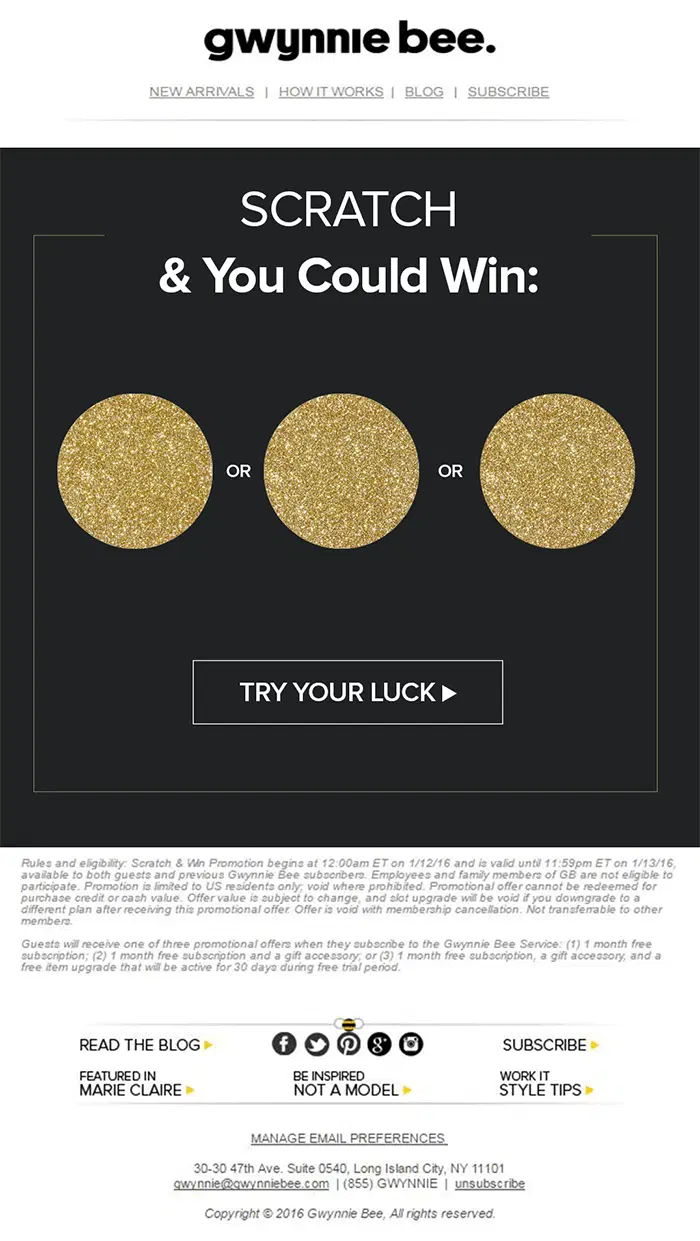 gwynnie bee.
NEW ARRIVALS | HOW IT WORKS | BLOG | SUBSCRIBE
SCRATCH
& You Could Win:
OR OR
TRY YOUR LUCK ▶
Rules and eligibility: Scratch & Win Promotion begins at 12:00am ET on 1/12/16 and is valid until 11:59pm ET on 1/13/16,
available to both guests and previous Gwynnie Bee subscribers. Employees and family members of GB are not eligible to
participate. Promotion is limited to US residents only; void where prohibited. Promotional offer cannot be redeemed for
purchase credit or cash value. Offer value is subject to change, and slot upgrade will be void if you downgrade to a
different plan after receiving this promotional offer. Offer is void with membership cancellation. Not transferrable to other
members.
Guests will receive one of three promotional offers when they subscribe to the Gwynnie Bee Service: (1) 1 month free
subscription; (2) 1 month free subscription and a gift accessory; or (3) 1 month free subscription, a gift accessory, and a
free item upgrade that will be active for 30 days during free trial period.
READ THE BLOG SUBSCRIBE
FEATURED IN BE INSPIRED WORK IT
MARIE CLAIRE NOT A MODEL STYLE TIPS
MANAGE EMAIL PREFERENCES
30-30 47th Ave. Suite 0540, Long Island City, NY 11101
gwynnie@gwynniebee.com | (855) GWYNNIE | unsubscribe
Copyright © 2016 Gwynnie Bee, All rights reserved.